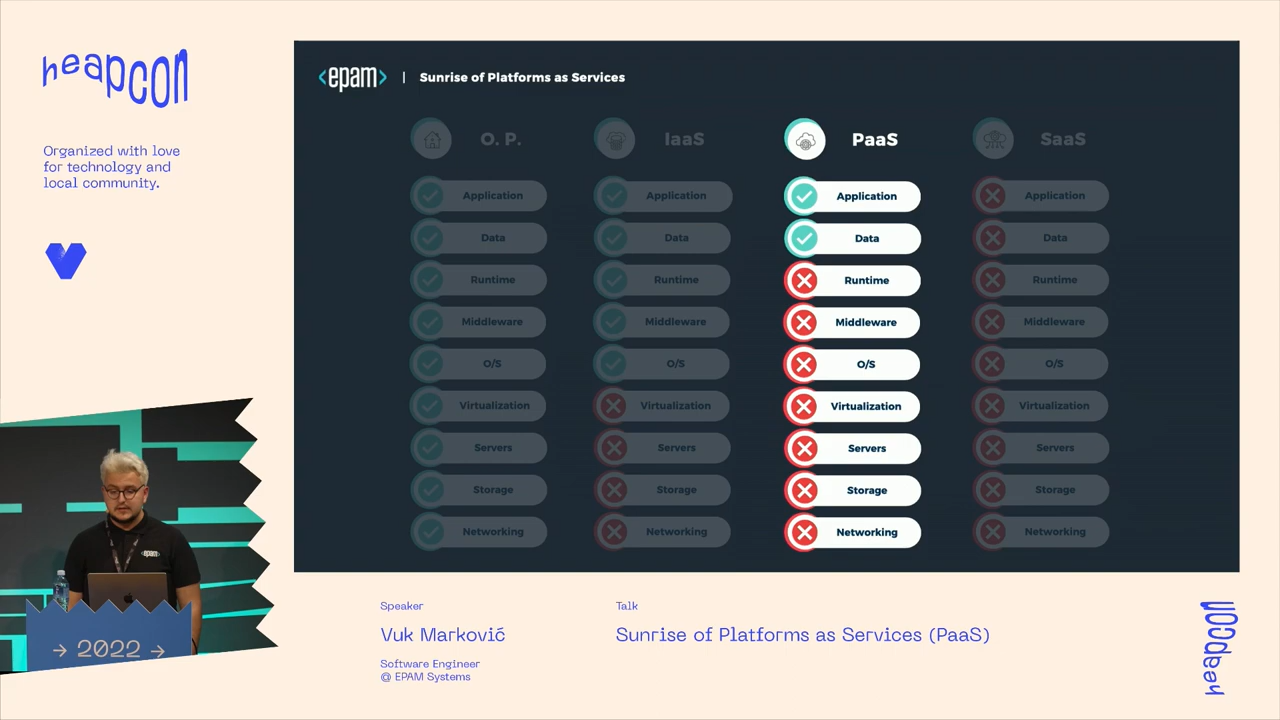 heapcon
Organized with love
for technology and
local community.
<epam> | Sunrise of Platforms as Services
O. P.
IaaS
PaaS
SaaS
Application
Application
Application
Application
Data
Data
Data
Data
Runtime
Runtime
Runtime
Runtime
Middleware
Middleware
Middleware
Middleware
O/S
O/S
O/S
O/S
Virtualization
Virtualization
Virtualization
Virtualization
Servers
Servers
Servers
Servers
Storage
Storage
Storage
Storage
Networking
Networking
Networking
Networking
<epam>
→ 2022 →
Speaker
Vuk Marković
Software Engineer
@ EPAM Systems
Talk
Sunrise of Platforms as Services (PaaS)
heapcon